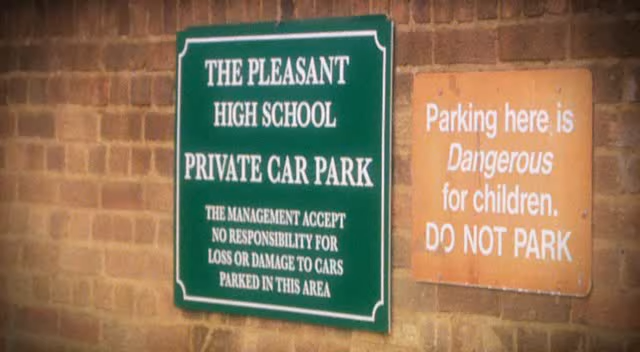 THE PLEASANT
HIGH SCHOOL
PRIVATE CAR PARK
THE MANAGEMENT ACCEPT
NO RESPONSIBILITY FOR
LOSS OR DAMAGE TO CARS
PARKED IN THIS AREA
Parking here is
Dangerous
for children.
DO NOT PARK